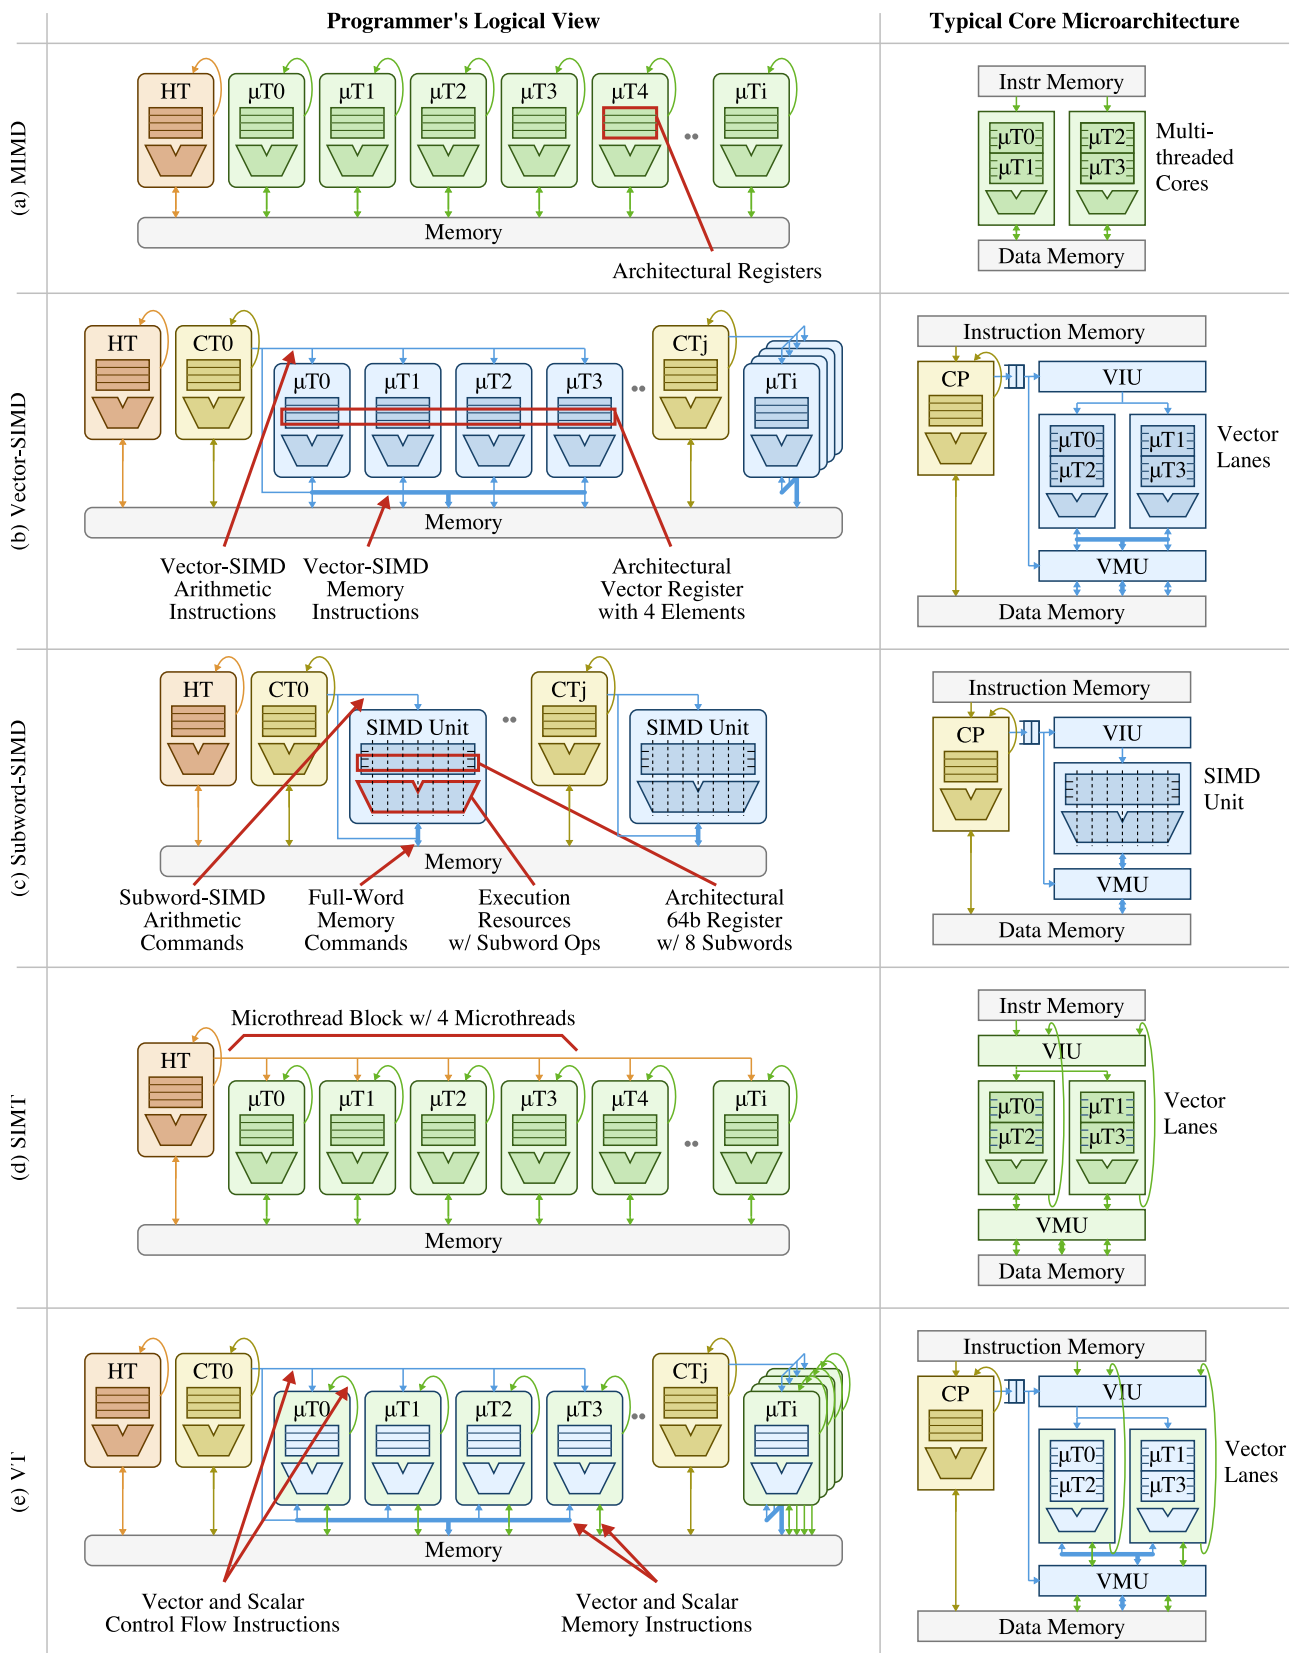 Programmer's Logical View
Typical Core Microarchitecture
(a) MIMD
HT
μT0
μT1
μT2
μT3
μT4
μTi
Memory
Architectural Registers
Instr Memory
μT0
μT1
μT2
μT3
Multi-
threaded
Cores
Data Memory
(b) Vector-SIMD
HT
CT0
μT0
μT1
μT2
μT3
CTj
μTi
Memory
Vector-SIMD
Arithmetic
Instructions
Vector-SIMD
Memory
Instructions
Architectural
Vector Register
with 4 Elements
Instruction Memory
CP
VIU
μT0
μT2
μT1
μT3
Vector
Lanes
VMU
Data Memory
(c) Subword-SIMD
HT
CT0
SIMD Unit
CTj
SIMD Unit
Memory
Subword-SIMD
Arithmetic
Commands
Full-Word
Memory
Commands
Execution
Resources
w/ Subword Ops
Architectural
64b Register
w/ 8 Subwords
Instruction Memory
CP
VIU
SIMD
Unit
VMU
Data Memory
(d) SIMT
Microthread Block w/ 4 Microthreads
HT
μT0
μT1
μT2
μT3
μT4
μTi
Memory
Instr Memory
VIU
μT0
μT2
μT1
μT3
Vector
Lanes
VMU
Data Memory
(e) VT
HT
CT0
μT0
μT1
μT2
μT3
CTj
μTi
Memory
Vector and Scalar
Control Flow Instructions
Vector and Scalar
Memory Instructions
Instruction Memory
CP
VIU
μT0
μT2
μT1
μT3
Vector
Lanes
VMU
Data Memory